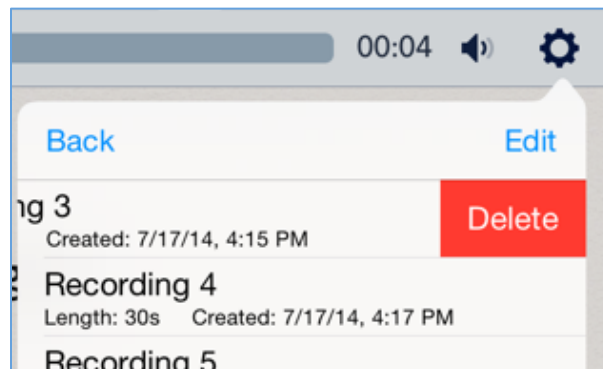 00:04
Back Edit
ng 3
Created: 7/17/14, 4:15 PM
Delete
Recording 4
Length: 30s Created: 7/17/14, 4:17 PM
Recording 5